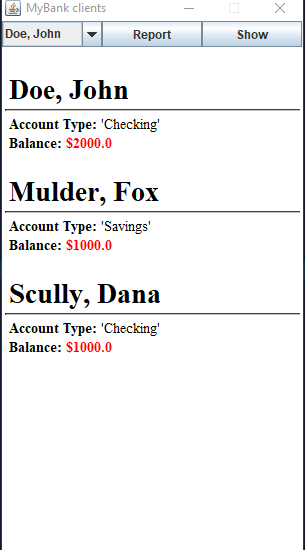 MyBank clients
Doe, John Report Show
Doe, John
Account Type: 'Checking'
Balance: $2000.0
Mulder, Fox
Account Type: 'Savings'
Balance: $1000.0
Scully, Dana
Account Type: 'Checking'
Balance: $1000.0